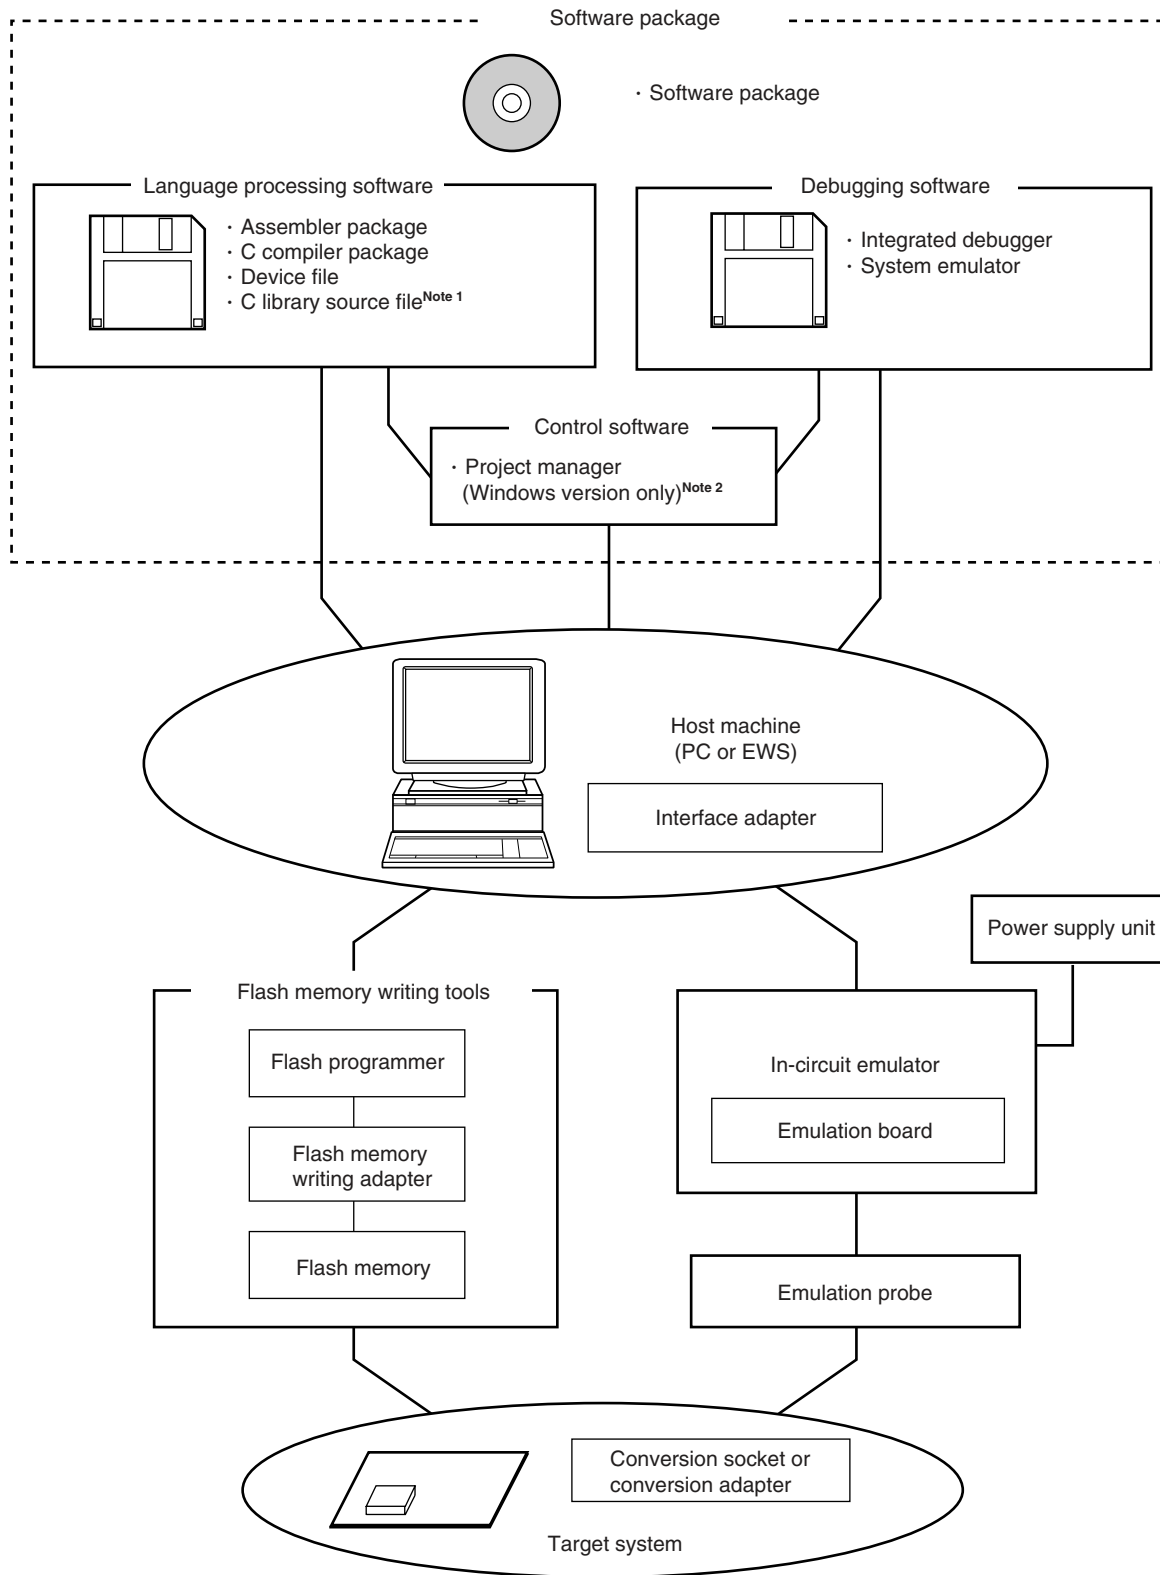 Software package
· Software package
Language processing software
· Assembler package
· C compiler package
· Device file
· C library source file Note 1
Debugging software
· Integrated debugger
· System emulator
Control software
· Project manager
(Windows version only) Note 2
Host machine
(PC or EWS)
Interface adapter
Power supply unit
Flash memory writing tools
Flash programmer
Flash memory
writing adapter
Flash memory
In-circuit emulator
Emulation board
Emulation probe
Conversion socket or
conversion adapter
Target system